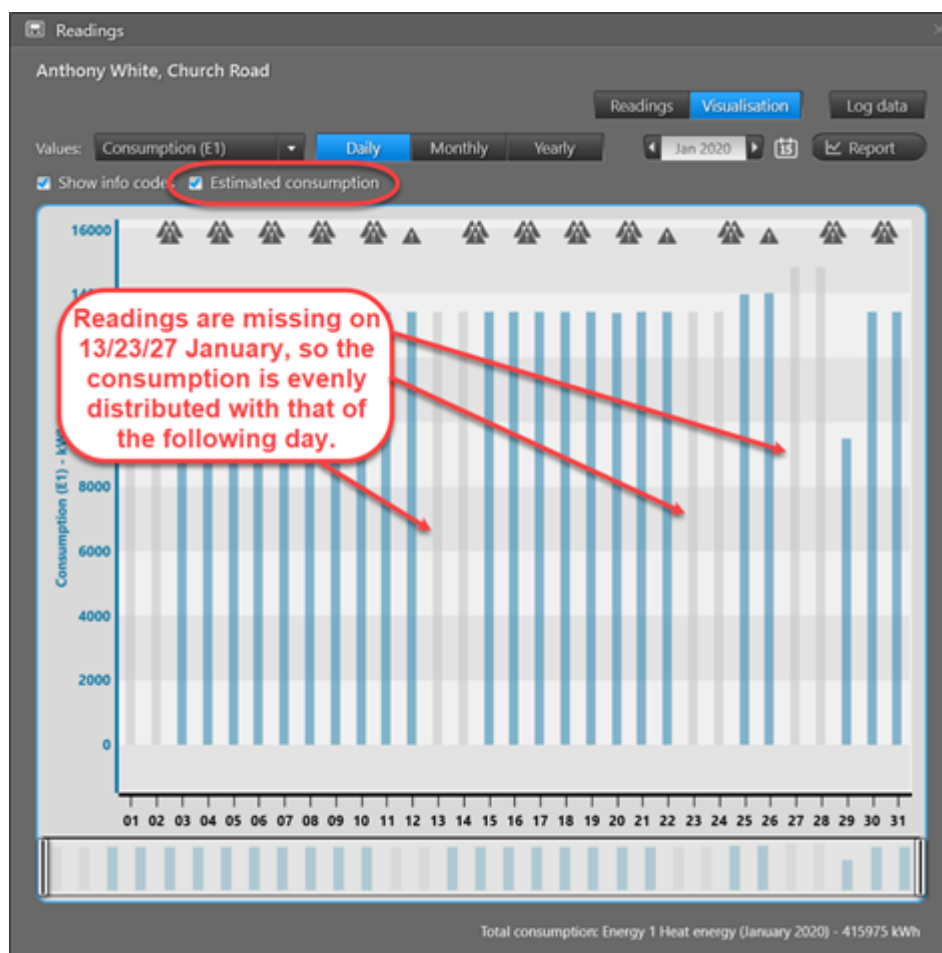 Readings
Anthony White, Church Road
Readings Visualisation Log data
Values: Consumption (E1) Daily Monthly Yearly Jan 2020 15 Report
Show info code Estimated consumption
16000
Readings are missing on
13/23/27 January, so the
consumption is evenly
distributed with that of
the following day.
Consumption (E1) - 
8000
6000
4000
2000
0
01 02 03 04 05 06 07 08 09 10 11 12 13 14 15 16 17 18 19 20 21 22 23 24 25 26 27 28 29 30 31
Total consumption: Energy 1 Heat energy (January 2020) - 415975 kWh